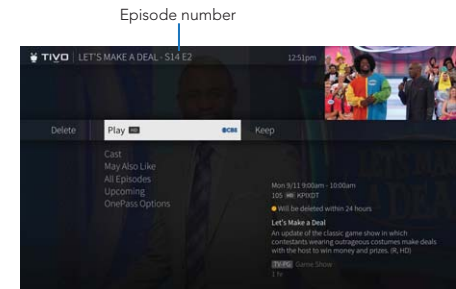 Episode number
TIVO LET'S MAKE A DEAL - S14 E2 12:51pm
Delete Play HD CBS Keep
Cast
May Also Like
All Episodes
Upcoming
OnePass Options
Mon 9/11 9:00am - 10:00am
105 HD KPIXDT
Will be deleted within 24 hours
Let's Make a Deal
An update of the classic game show in which
contestants wearing outrageous costumes make deals
with the host to win money and prizes. (R, HD)
TV-PG Game Show
1 hr